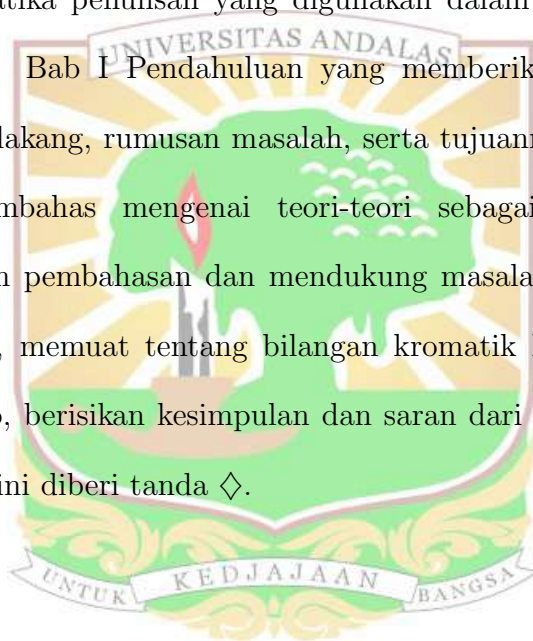 atika penulisan yang digunakan dalam
UNIVERSITAS ANDALAS
Bab I Pendahuluan yang memberik
lakang, rumusan masalah, serta tujuann
mbahas mengenai teori-teori sebagai
n pembahasan dan mendukung masala
, memuat tentang bilangan kromatik
, berisikan kesimpulan dan saran dari
ini diberi tanda ♢.
UNTUK KEDJAJAAN BANGSA